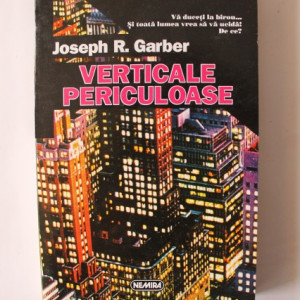 Vă duceți la birou...
Și toată lumea vrea să vă ucidă!
De ce?
Joseph R. Garber
VERTICALE
PERICULOASE
NEMIRA